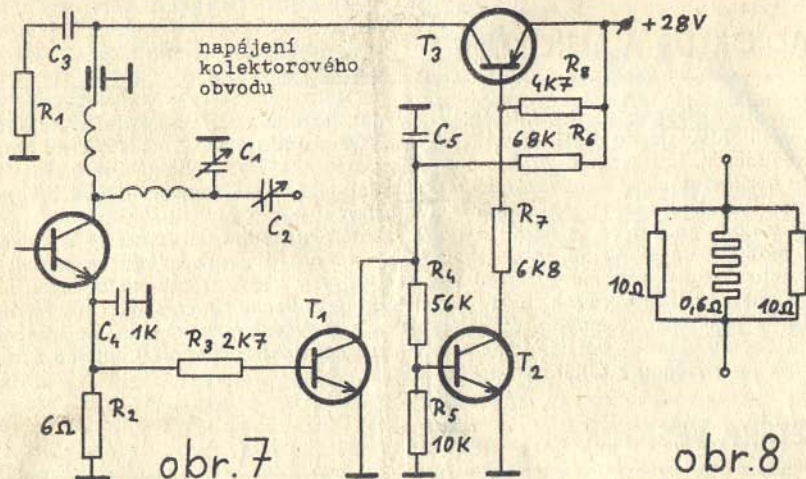 C3
napájení
kolektorového
obvodu
T3
+28V
R1
R8
4K7
C5
68K R6
C1
C2
R7
6K8
R4
56K
10Ω
0,6Ω
10Ω
C4 1K
T1
R3 2K7
T2
6Ω
R2
R5
10K
obr.7
obr.8